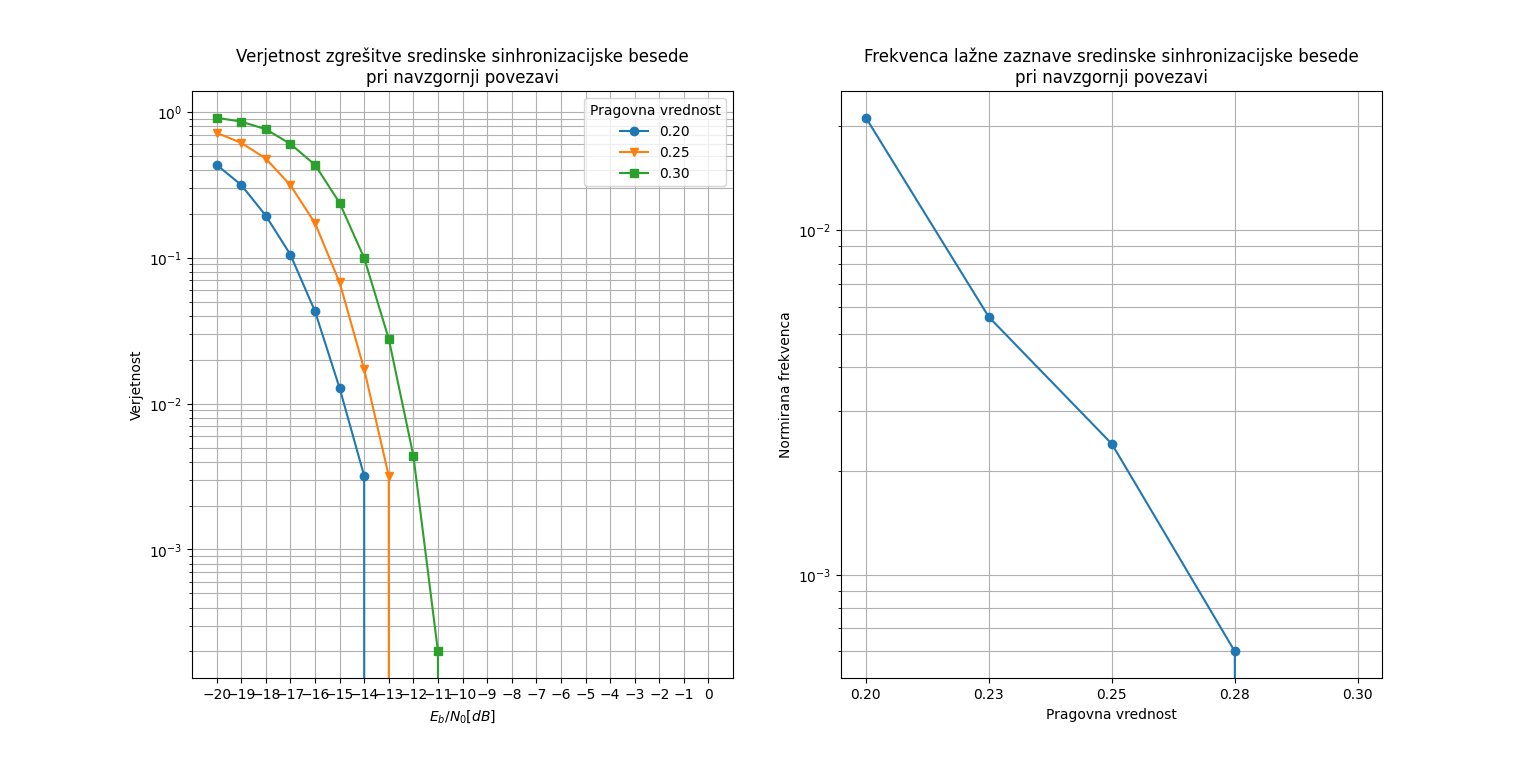 Verjetnost zgrešitve sredinske sinhronizacijske besede
pri navzgornji povezavi
Pragovna vrednost
0.20
0.25
0.30
10⁰
10⁻¹
10⁻²
10⁻³
Verjetnost
−20 −19 −18 −17 −16 −15 −14 −13 −12 −11 −10 −9 −8 −7 −6 −5 −4 −3 −2 −1 0
E_b/N_0[dB]
Frekvenca lažne zaznave sredinske sinhronizacijske besede
pri navzgornji povezavi
10⁻²
10⁻³
Normirana frekvenca
0.20 0.23 0.25 0.28 0.30
Pragovna vrednost